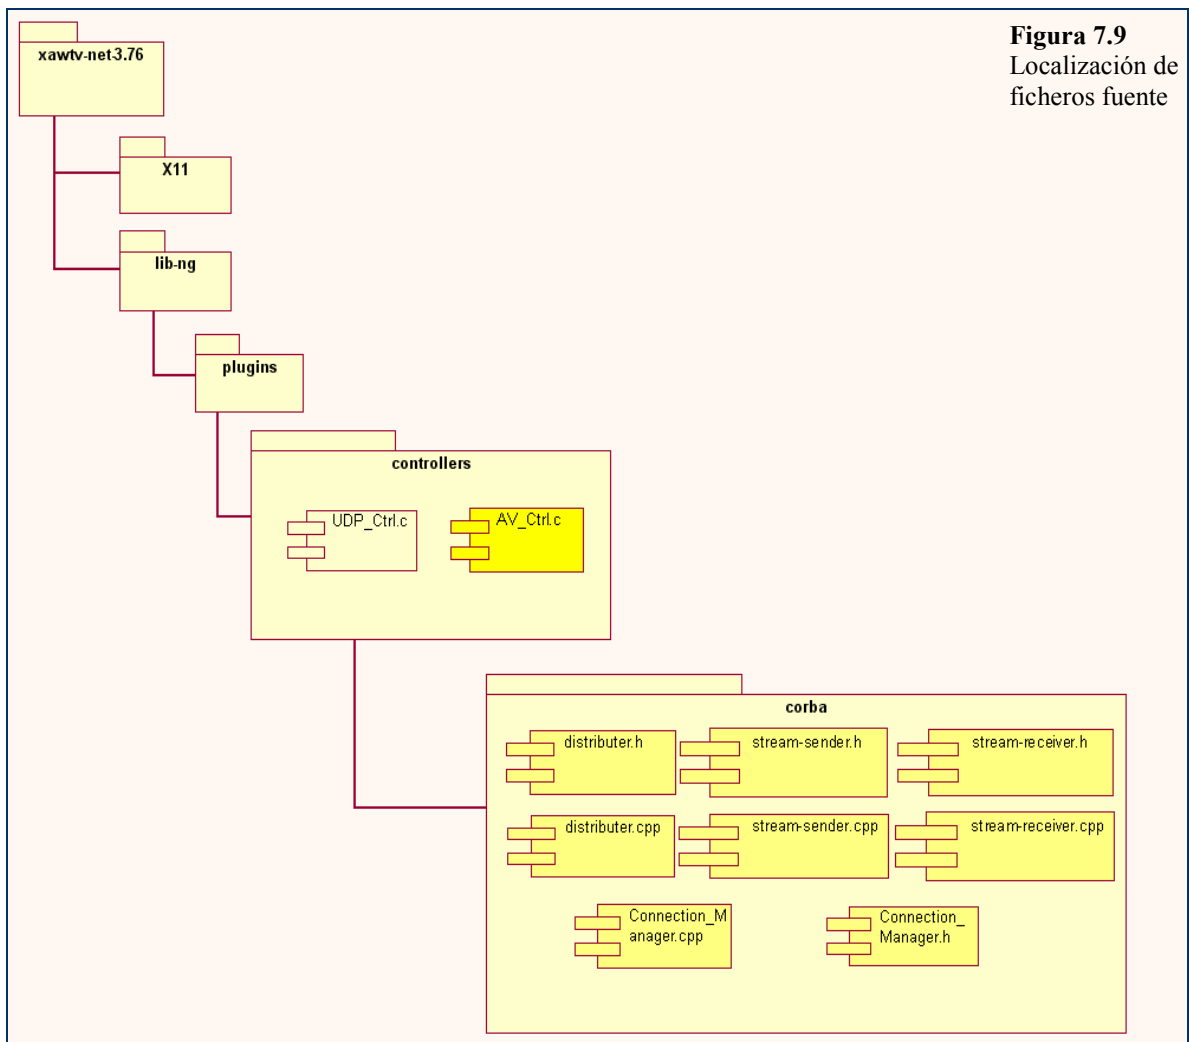 Figura 7.9
Localización de
ficheros fuente
xawtv-net-3.76
X11
lib-ng
plugins
controllers
UDP_Ctrl.c
AV_Ctrl.c
corba
distributer.h
stream-sender.h
stream-receiver.h
distributer.cpp
stream-sender.cpp
stream-receiver.cpp
Connection_M
anager.cpp
Connection_
Manager.h